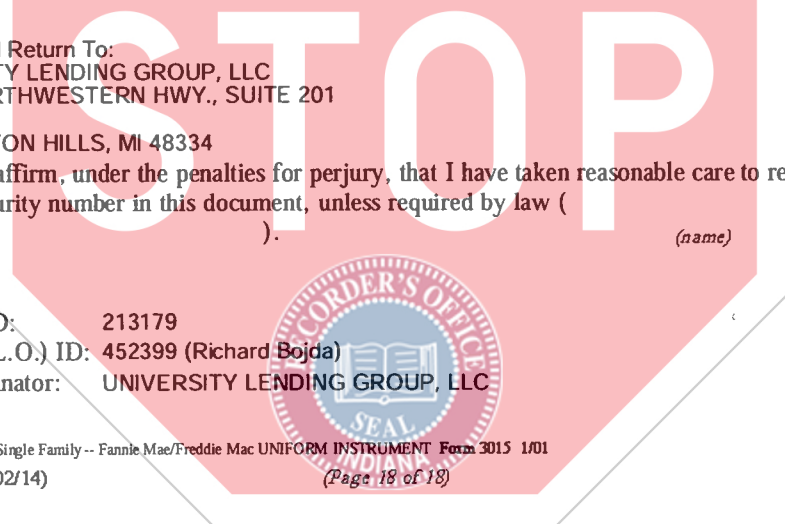 STOP
Return To:
TY LENDING GROUP, LLC
RTHWESTERN HWY., SUITE 201
ON HILLS, MI 48334
affirm, under the penalties for perjury, that I have taken reasonable care to re
urity number in this document, unless required by law (
).
(name)
D: 213179
L.O.) ID: 452399 (Richard Bojda)
nator: UNIVERSITY LENDING GROUP, LLC
RECORDER'S OFFICE
SEAL
INDIANA
Single Family -- Fannie Mae/Freddie Mac UNIFORM INSTRUMENT Form 3015 1/01
02/14)
(Page 18 of 18)